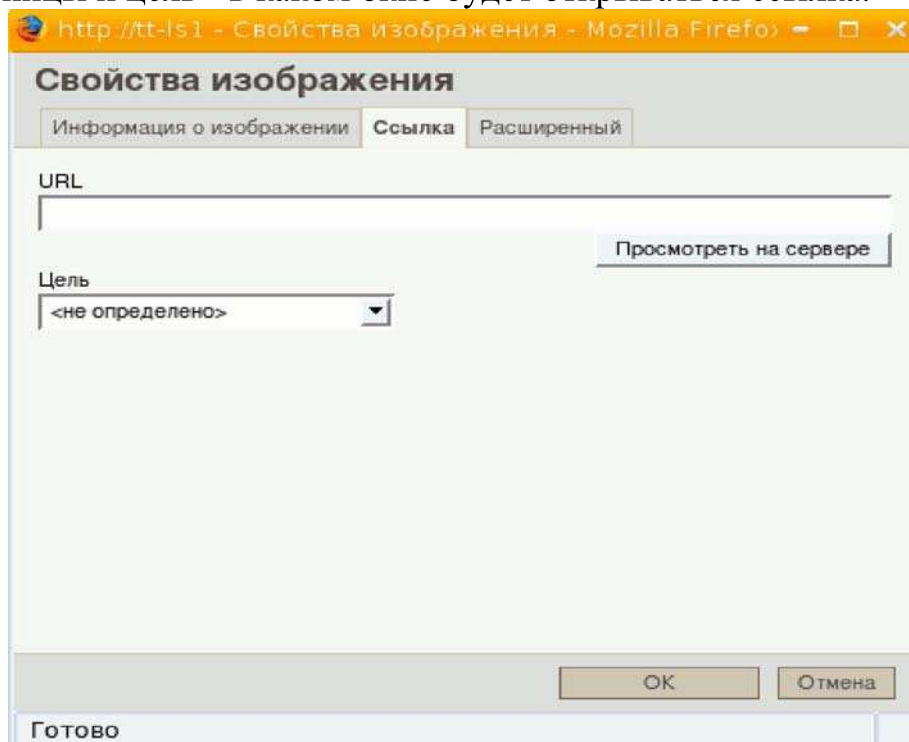 http://tt-ls1 - Свойства изображения - Mozilla Firefo
Свойства изображения
Информация о изображении Ссылка Расширенный
URL
Просмотреть на сервере
Цель
<не определено>
OK Отмена
Готово